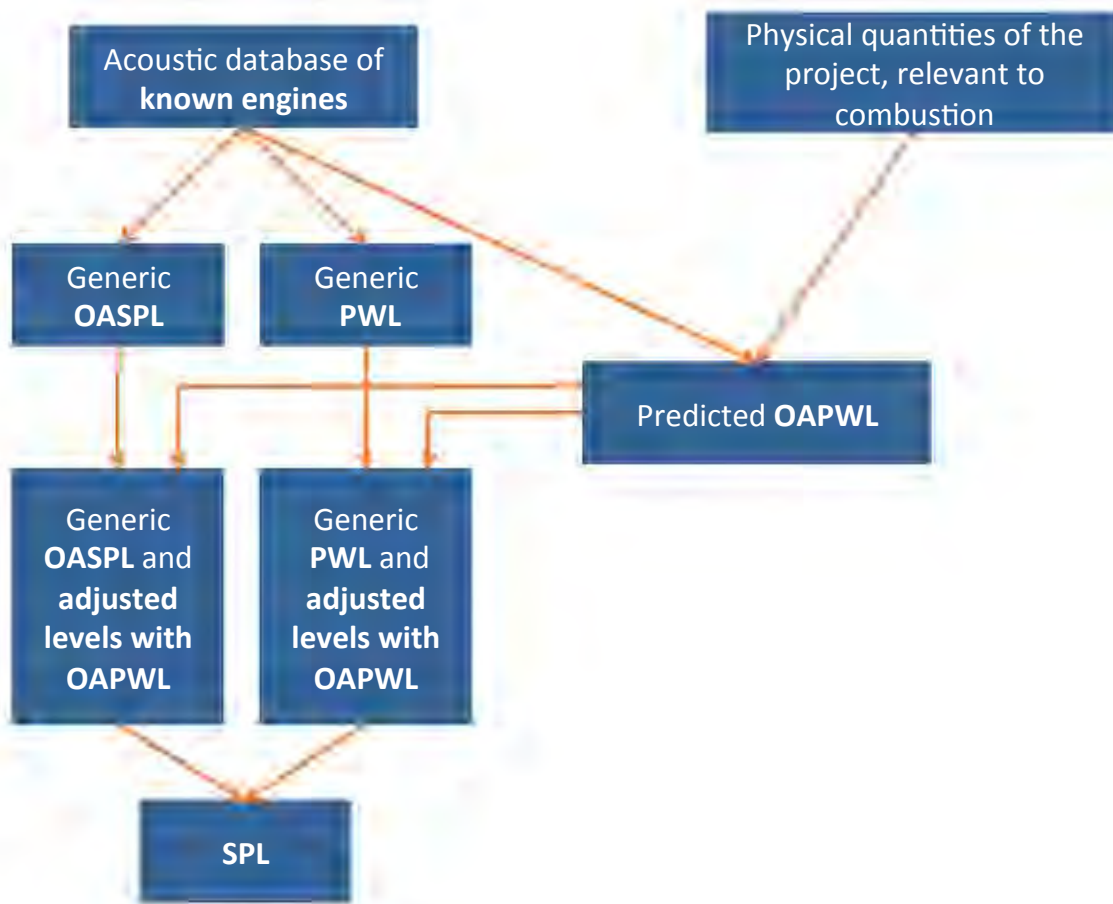 Acoustic database of
known engines
Physical quantities of the
project, relevant to
combustion
Generic
OASPL
Generic
PWL
Predicted OAPWL
Generic
OASPL and
adjusted
levels with
OAPWL
Generic
PWL and
adjusted
levels with
OAPWL
SPL